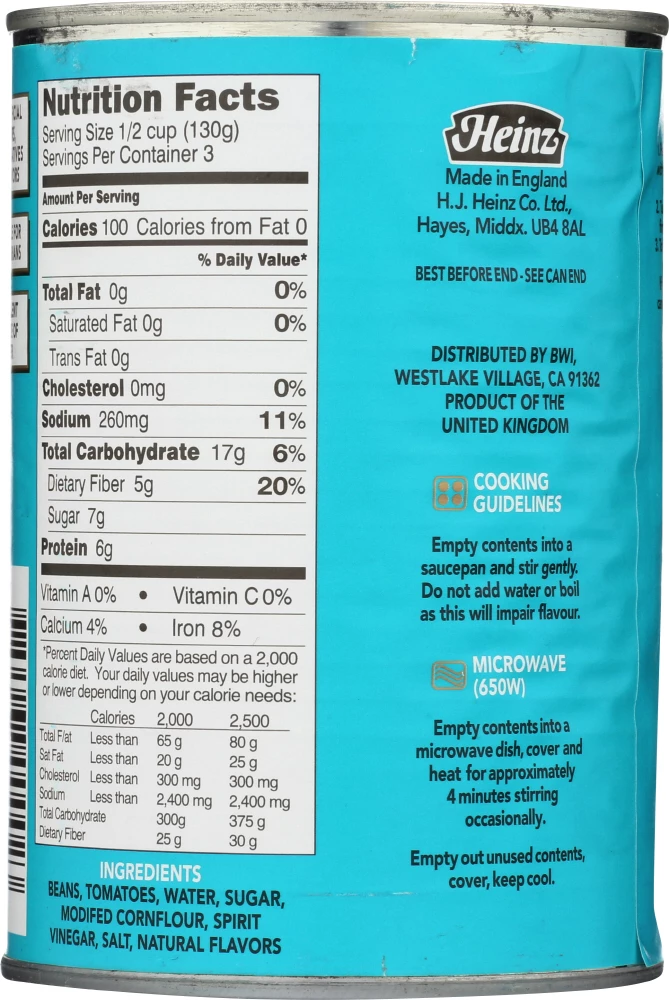 Nutrition Facts
Serving Size 1/2 cup (130g)
Servings Per Container 3
Amount Per Serving
Calories 100 Calories from Fat 0
% Daily Value*
Total Fat 0g 0%
Saturated Fat 0g 0%
Trans Fat 0g
Cholesterol 0mg 0%
Sodium 260mg 11%
Total Carbohydrate 17g 6%
Dietary Fiber 5g 20%
Sugar 7g
Protein 6g
Vitamin A 0% • Vitamin C 0%
Calcium 4% • Iron 8%
*Percent Daily Values are based on a 2,000
calorie diet. Your daily values may be higher
or lower depending on your calorie needs:
Calories 2,000 2,500
Total F/at Less than 65 g 80 g
Sat Fat Less than 20 g 25 g
Cholesterol Less than 300 mg 300 mg
Sodium Less than 2,400 mg 2,400 mg
Total Carbohydrate 300g 375 g
Dietary Fiber 25 g 30 g
INGREDIENTS
BEANS, TOMATOES, WATER, SUGAR,
MODIFED CORNFLOUR, SPIRIT
VINEGAR, SALT, NATURAL FLAVORS
Heinz
Made in England
H.J. Heinz Co. Ltd.,
Hayes, Middx. UB4 8AL
BEST BEFORE END - SEE CAN END
DISTRIBUTED BY BWI,
WESTLAKE VILLAGE, CA 91362
PRODUCT OF THE
UNITED KINGDOM
COOKING
GUIDELINES
Empty contents into a
saucepan and stir gently.
Do not add water or boil
as this will impair flavour.
MICROWAVE
(650W)
Empty contents into a
microwave dish, cover and
heat for approximately
4 minutes stirring
occasionally.
Empty out unused contents,
cover, keep cool.